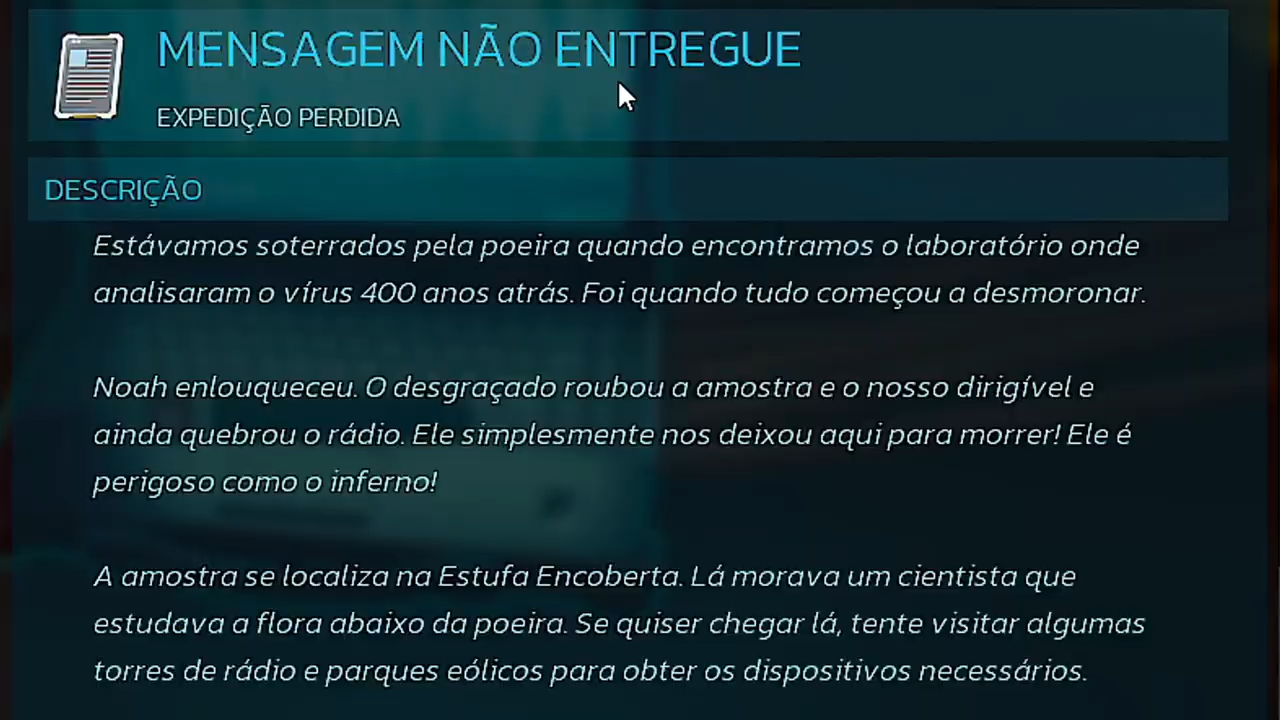 MENSAGEM NÃO ENTREGUE
EXPEDIÇÃO PERDIDA
DESCRIÇÃO
Estávamos soterrados pela poeira quando encontramos o laboratório onde
analisaram o vírus 400 anos atrás. Foi quando tudo começou a desmoronar.
Noah enlouqueceu. O desgraçado roubou a amostra e o nosso dirigível e
ainda quebrou o rádio. Ele simplesmente nos deixou aqui para morrer! Ele é
perigoso como o inferno!
A amostra se localiza na Estufa Encoberta. Lá morava um cientista que
estudava a flora abaixo da poeira. Se quiser chegar lá, tente visitar algumas
torres de rádio e parques eólicos para obter os dispositivos necessários.